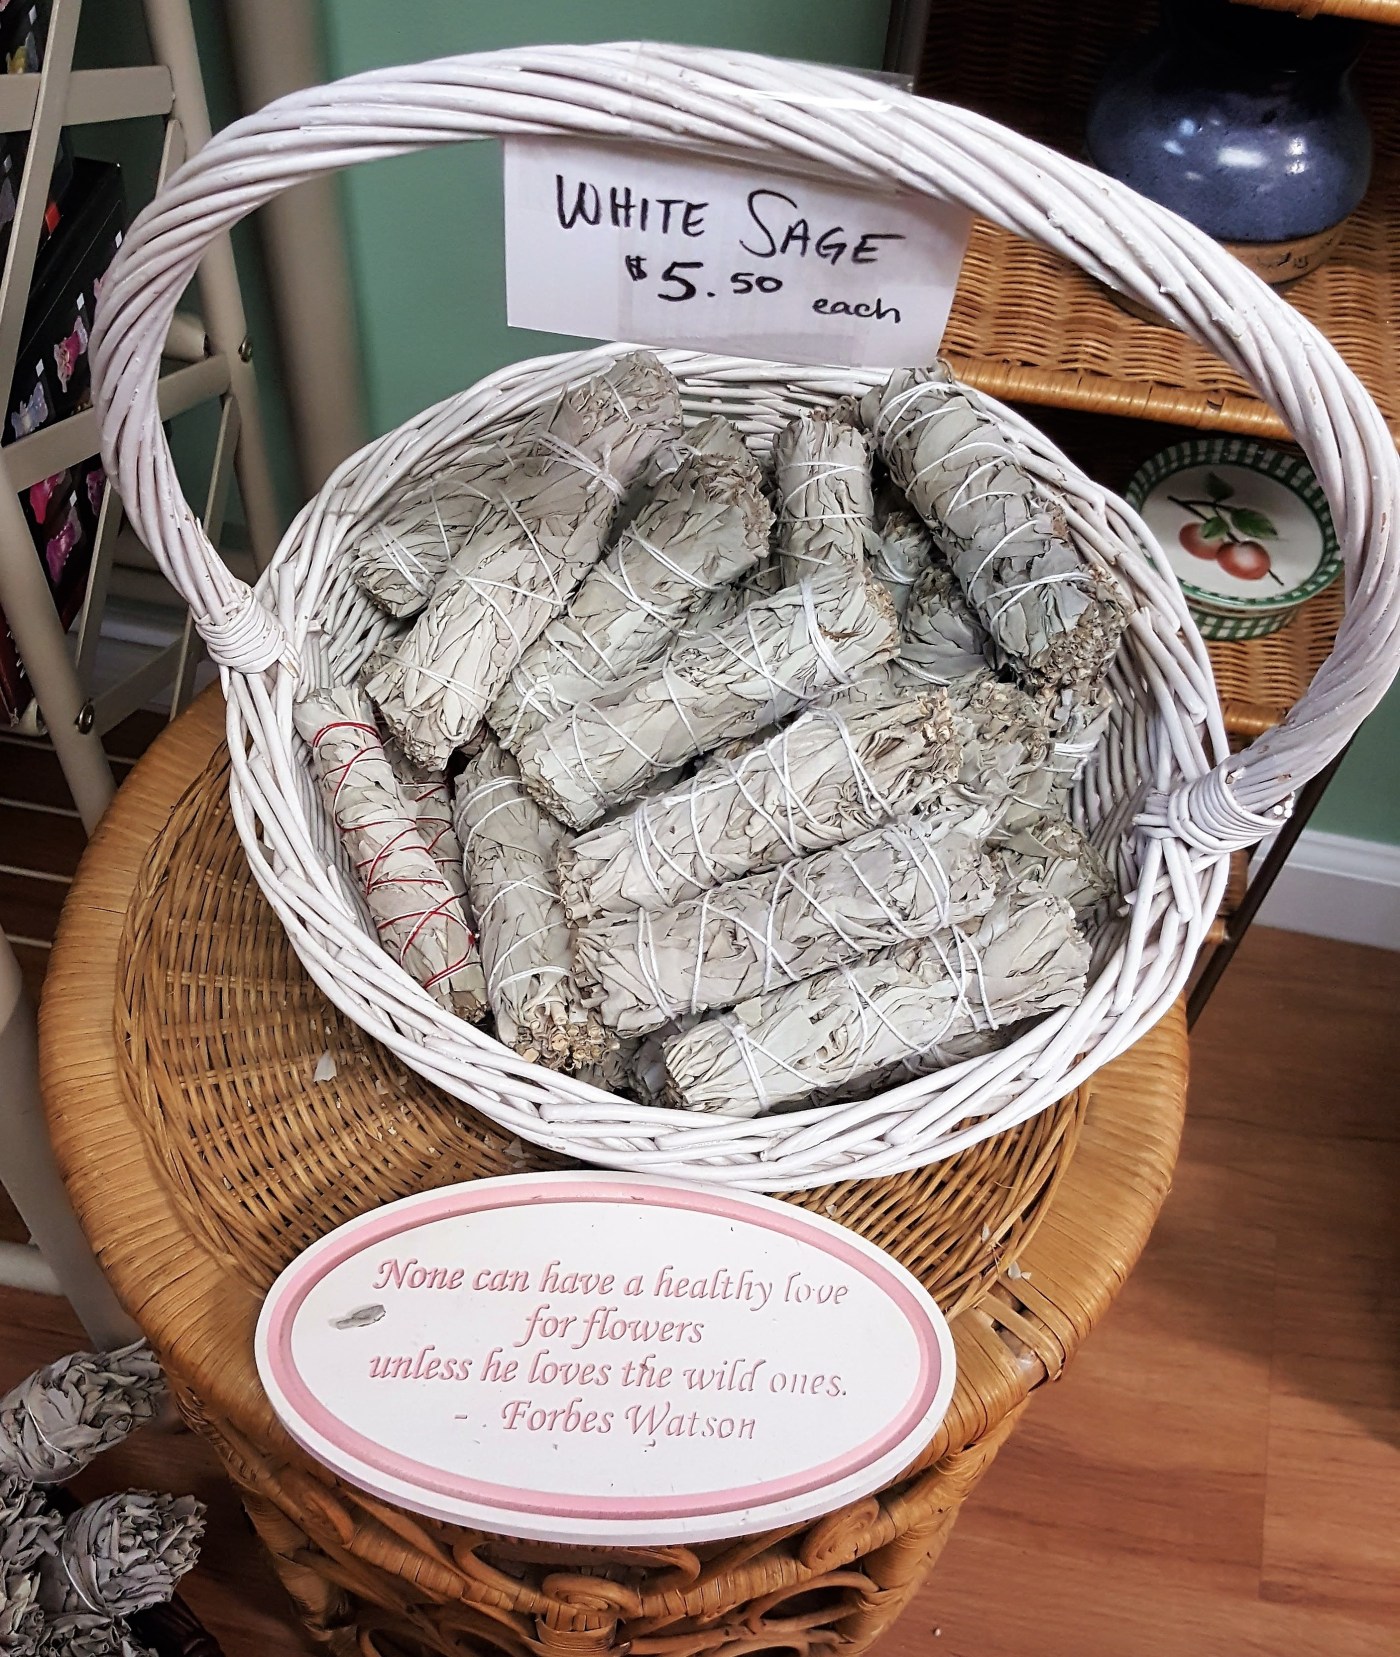 WHITE SAGE
$5.50 each
None can have a healthy love
for flowers
unless he loves the wild ones.
- Forbes Watson